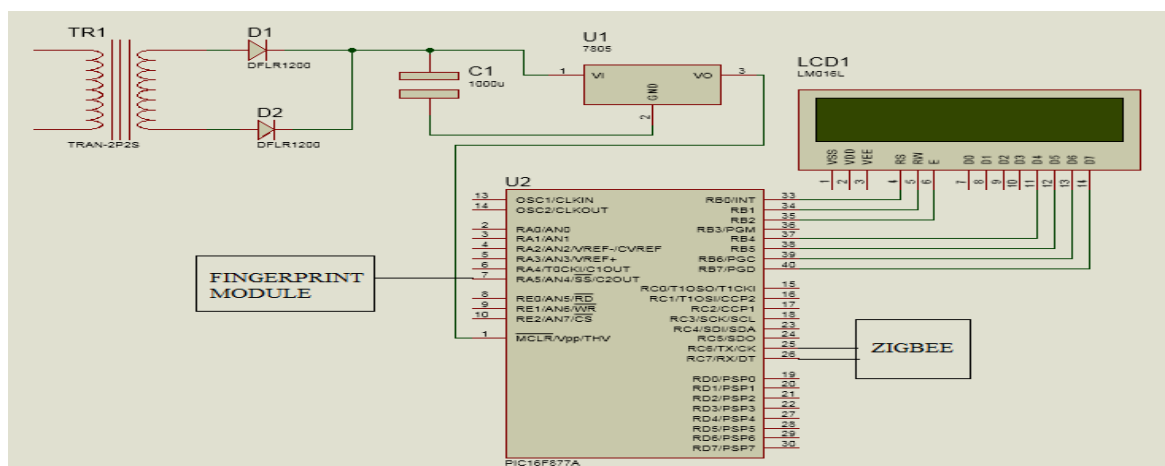 TR1
TRAN-2P2S
D1
DFLR1200
D2
DFLR1200
C1
1000u
U1
7805
1 VI VO 3
GND
2
LCD1
LM016L
VSS VDD VEE RS RW E D0 D1 D2 D3 D4 D5 D6 D7
1 2 3 4 5 6 7 8 9 10 11 12 13 14
U2
13 OSC1/CLKIN
14 OSC2/CLKOUT
2 RA0/AN0
3 RA1/AN1
4 RA2/AN2/VREF-/CVREF
5 RA3/AN3/VREF+
6 RA4/T0CKI/C1OUT
7 RA5/AN4/SS/C2OUT
8 RE0/AN5/RD
9 RE1/AN6/WR
10 RE2/AN7/CS
1 MCLR/Vpp/THV
RB0/INT 33
RB1 34
RB2 35
RB3/PGM 36
RB4 37
RB5 38
RB6/PGC 39
RB7/PGD 40
RC0/T1OSO/T1CKI 15
RC1/T1OSI/CCP2 16
RC2/CCP1 17
RC3/SCK/SCL 18
RC4/SDI/SDA 23
RC5/SDO 24
RC6/TX/CK 25
RC7/RX/DT 26
RD0/PSP0 19
RD1/PSP1 20
RD2/PSP2 21
RD3/PSP3 22
RD4/PSP4 27
RD5/PSP5 28
RD6/PSP6 29
RD7/PSP7 30
PIC16F877A
FINGERPRINT
MODULE
ZIGBEE